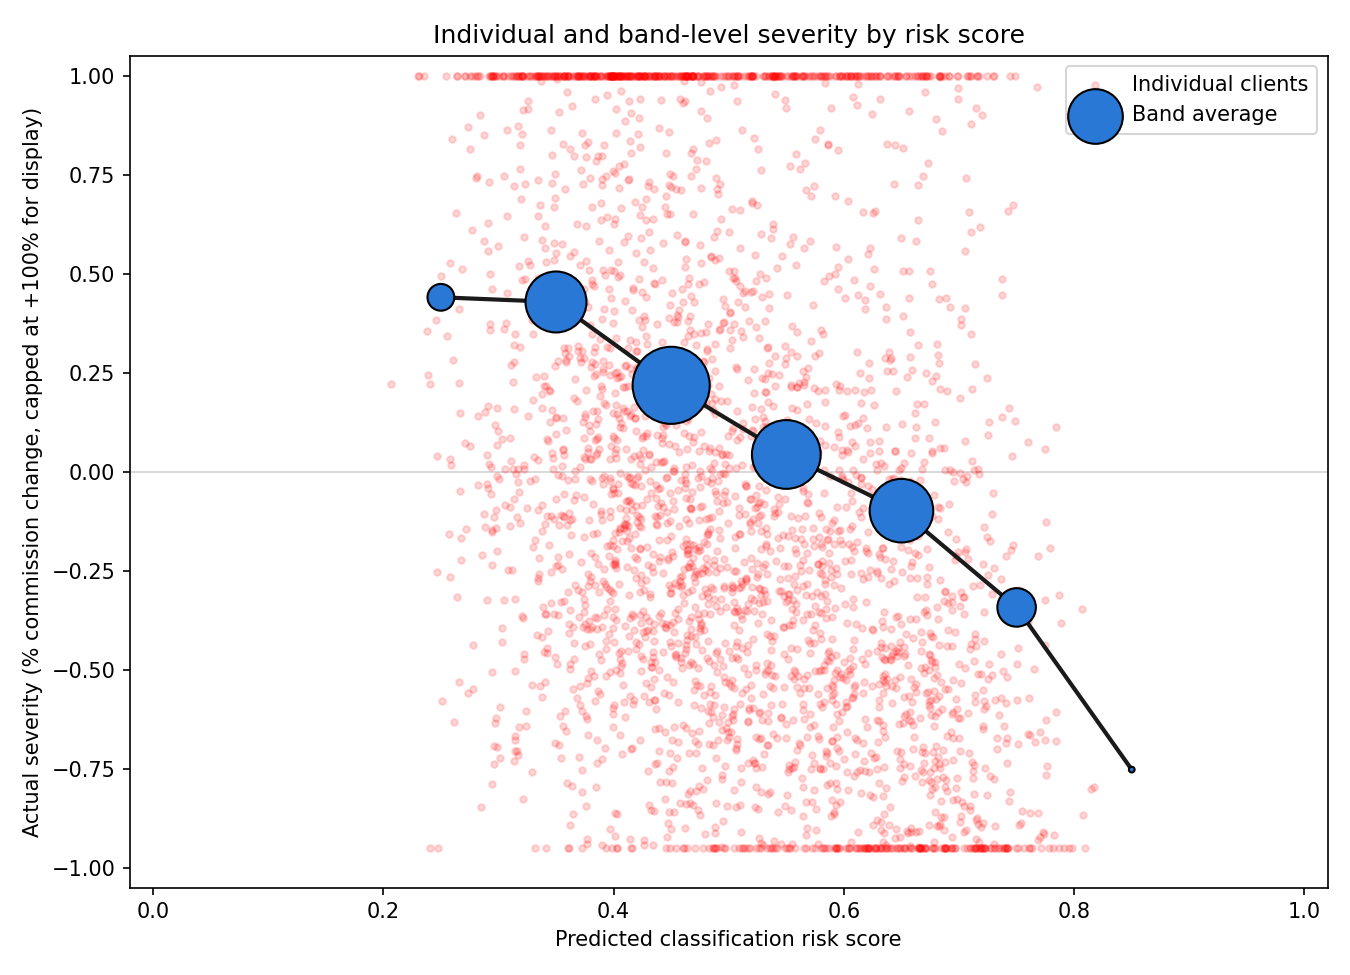 Individual and band-level severity by risk score
Individual clients
Band average
Actual severity (% commission change, capped at +100% for display)
1.00
0.75
0.50
0.25
0.00
−0.25
−0.50
−0.75
−1.00
0.0 0.2 0.4 0.6 0.8 1.0
Predicted classification risk score